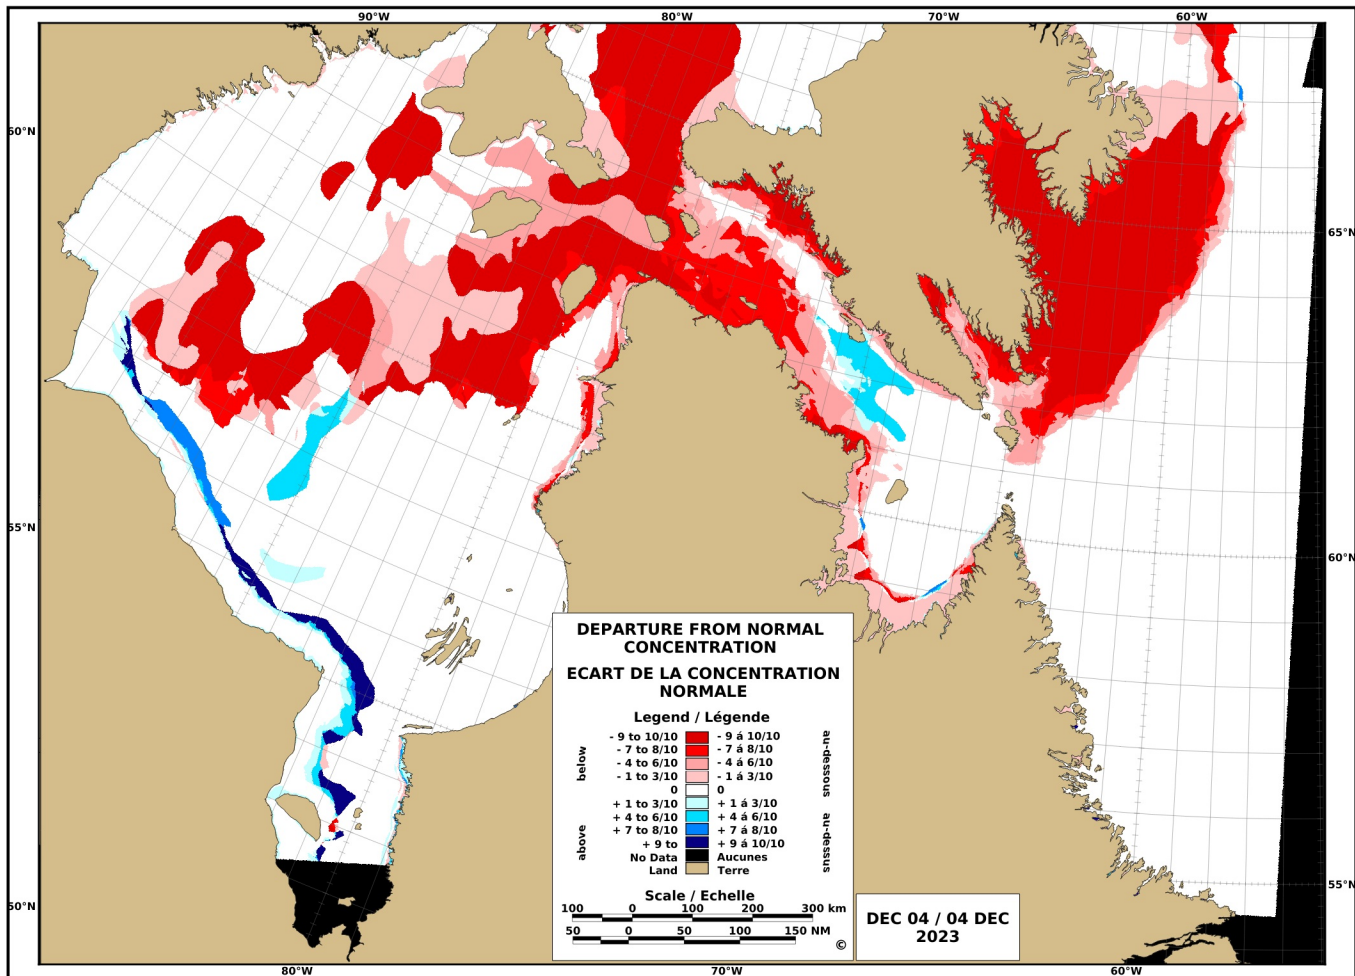 90°W 80°W 70°W 60°W
60°N
65°N
55°N
60°N
DEPARTURE FROM NORMAL
CONCENTRATION
ECART DE LA CONCENTRATION
NORMALE
Legend / Légende
below
au-dessous
- 9 to 10/10 - 9 á 10/10
- 7 to 8/10 - 7 á 8/10
- 4 to 6/10 - 4 á 6/10
- 1 to 3/10 - 1 á 3/10
0 0
above
au-dessus
+ 1 to 3/10 + 1 á 3/10
+ 4 to 6/10 + 4 á 6/10
+ 7 to 8/10 + 7 á 8/10
+ 9 to + 9 á 10/10
No Data Aucunes
Land Terre
Scale / Echelle
100 0 100 200 300 km
50 0 50 100 150 NM
©
DEC 04 / 04 DEC
2023
55°N
50°N
80°W 70°W 60°W